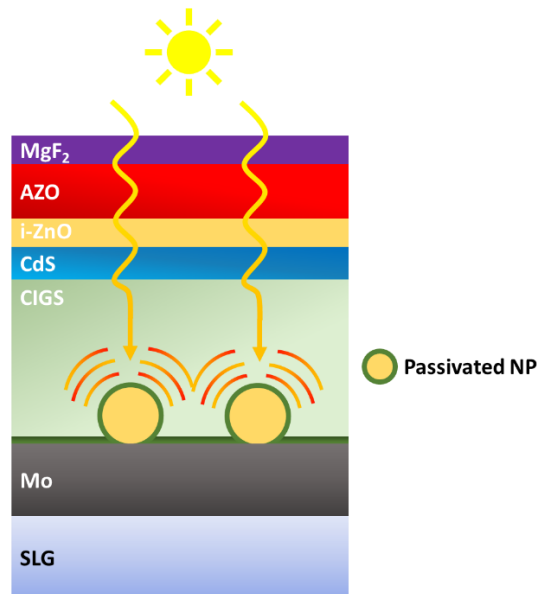 MgF₂
AZO
i-ZnO
CdS
CIGS
Passivated NP
Mo
SLG